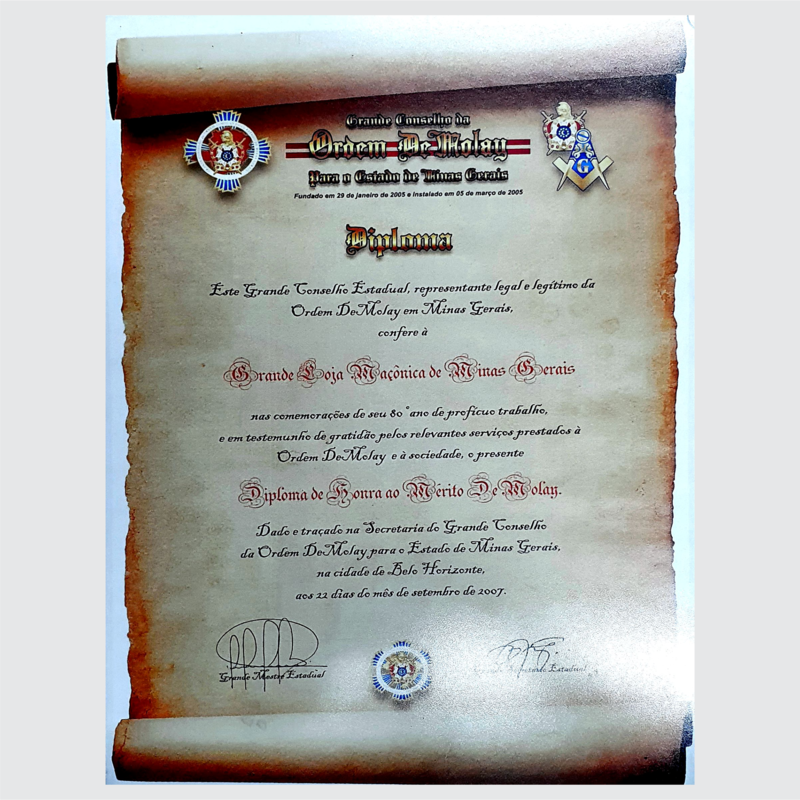 Grande Conselho da
Ordem DeMolay
Para o Estado de Minas Gerais
Fundado em 29 de janeiro de 2005 e Instalado em 05 de março de 2005
Diploma
Este Grande Conselho Estadual, representante legal e legítimo da
Ordem DeMolay em Minas Gerais,
confere à
Grande Loja Maçônica de Minas Gerais
nas comemorações de seu 80° ano de profícuo trabalho,
e em testemunho de gratidão pelos relevantes serviços prestados à
Ordem DeMolay e à sociedade, o presente
Diploma de Honra ao Mérito De Molay.
Dado e traçado na Secretaria do Grande Conselho
da Ordem DeMolay para o Estado de Minas Gerais,
na cidade de Belo Horizonte,
aos 22 dias do mês de setembro de 2007.
Grande Mestre Estadual
Estadual
G